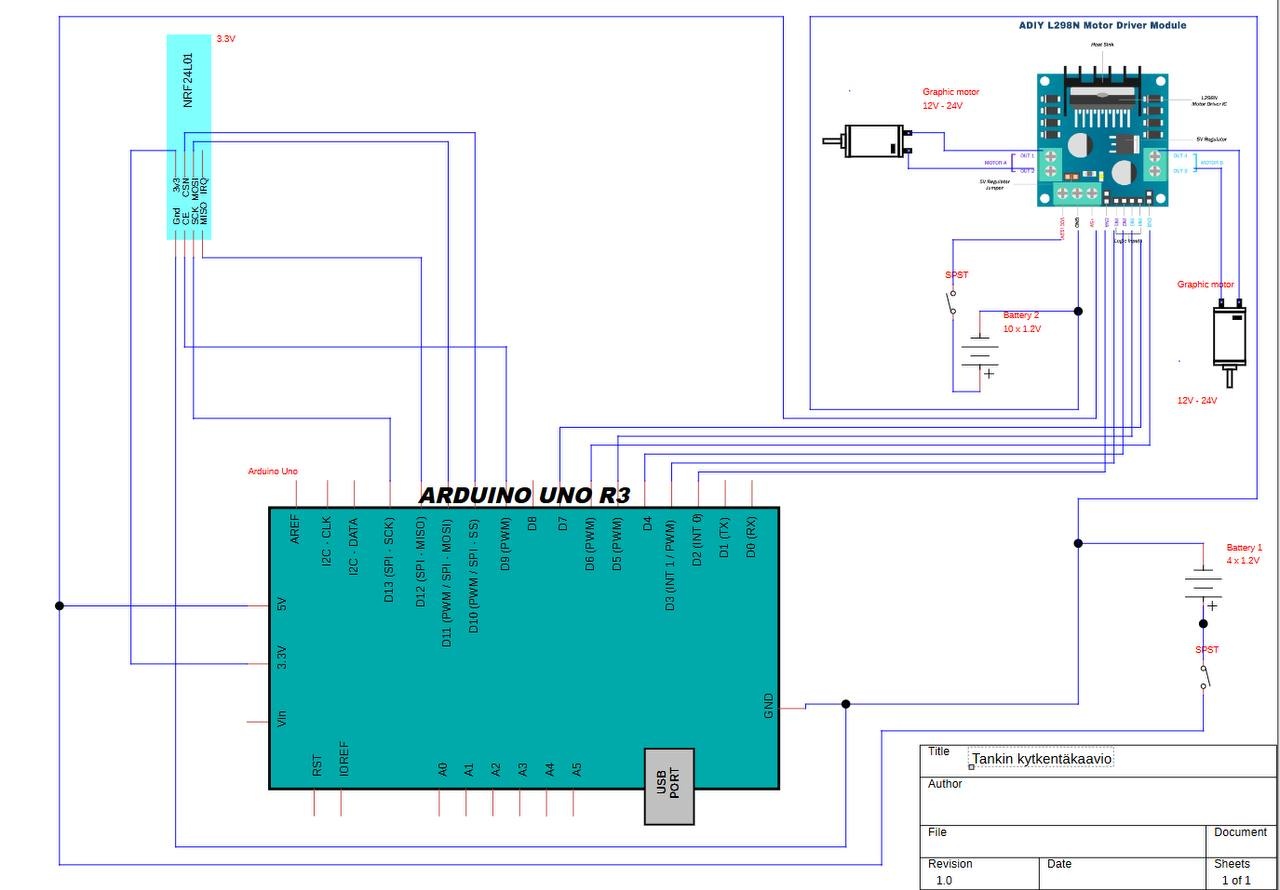 ADIY L298N Motor Driver Module
Heat Sink
3.3V
NRF24L01
Graphic motor
12V - 24V
L298N
Motor Driver IC
5V Regulator
OUT 1
OUT 2
MOTOR A
OUT 4
OUT 3
MOTOR B
5V Regulator
Jumper
3v3
CSN
MOSI
IRQ
Gnd
CE
SCK
MISO
GND
Logic Inputs
SPST
Battery 2
10 x 1.2V
Graphic motor
12V - 24V
Arduino Uno
ARDUINO UNO R3
AREF
I2C - CLK
I2C - DATA
D13 (SPI - SCK)
D12 (SPI - MISO)
D11 (PWM / SPI - MOSI)
D10 (PWM / SPI - SS)
D9 (PWM)
D8
D7
D6 (PWM)
D5 (PWM)
D4
D3 (INT 1 / PWM)
D2 (INT 0)
D1 (TX)
D0 (RX)
5V
3.3V
Vin
GND
RST
IOREF
A0
A1
A2
A3
A4
A5
USB
PORT
Battery 1
4 x 1.2V
SPST
Title
Tankin kytkentäkaavio
Author
File
Document
Revision
1.0
Date
Sheets
1 of 1